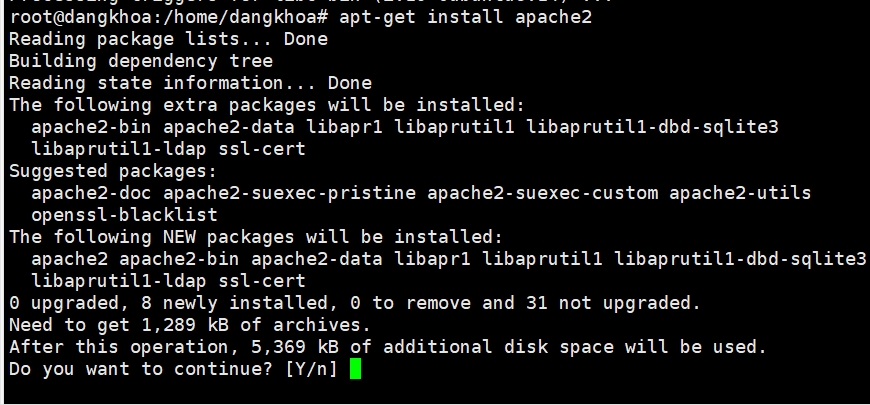 root@dangkhoa:/home/dangkhoa# apt-get install apache2
Reading package lists... Done
Building dependency tree
Reading state information... Done
The following extra packages will be installed:
  apache2-bin apache2-data libapr1 libaprutil1 libaprutil1-dbd-sqlite3
  libaprutil1-ldap ssl-cert
Suggested packages:
  apache2-doc apache2-suexec-pristine apache2-suexec-custom apache2-utils
  openssl-blacklist
The following NEW packages will be installed:
  apache2 apache2-bin apache2-data libapr1 libaprutil1 libaprutil1-dbd-sqlite3
  libaprutil1-ldap ssl-cert
0 upgraded, 8 newly installed, 0 to remove and 31 not upgraded.
Need to get 1,289 kB of archives.
After this operation, 5,369 kB of additional disk space will be used.
Do you want to continue? [Y/n]